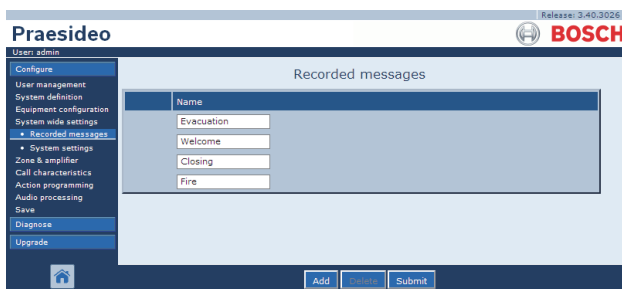 Release: 3.40.3026
Praesideo
BOSCH
User: admin
Configure
User management
System definition
Equipment configuration
System wide settings
• Recorded messages
• System settings
Zone & amplifier
Call characteristics
Action programming
Audio processing
Save
Diagnose
Upgrade
Recorded messages
Name
Evacuation
Welcome
Closing
Fire
Add Delete Submit